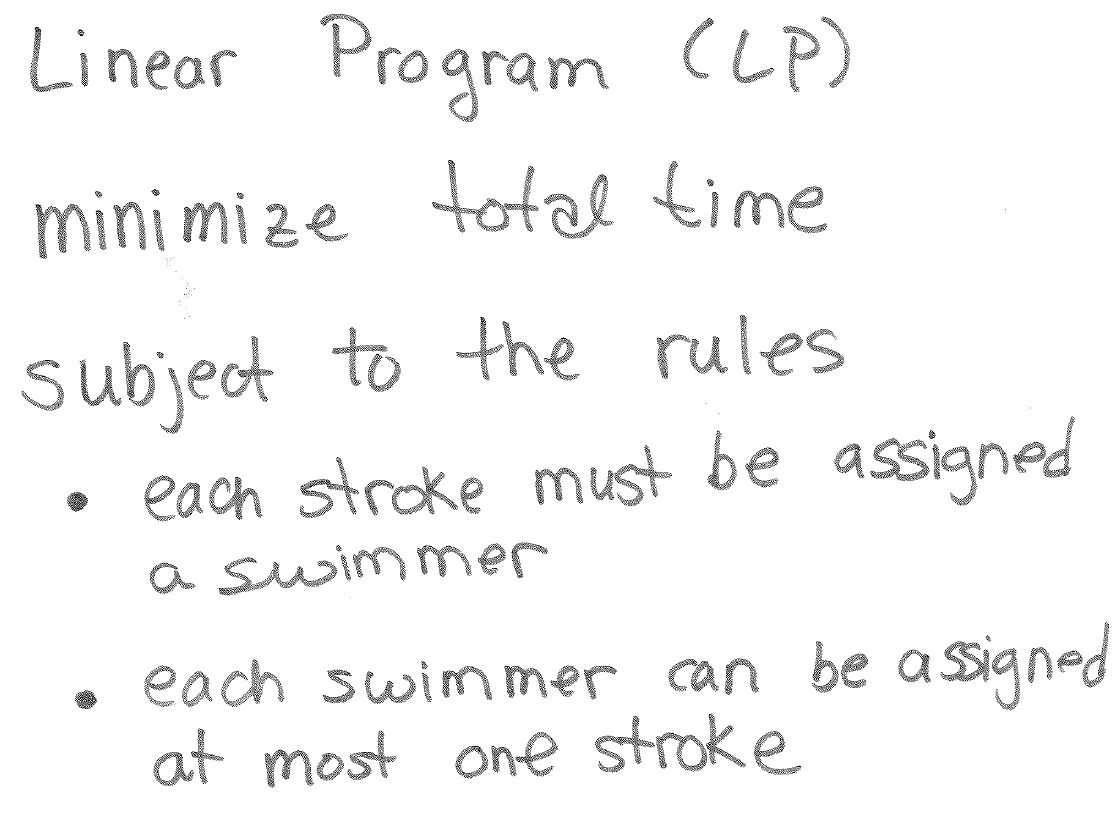 Linear Program (LP)
minimize total time
subject to the rules
• each stroke must be assigned
a swimmer
• each swimmer can be assigned
at most one stroke